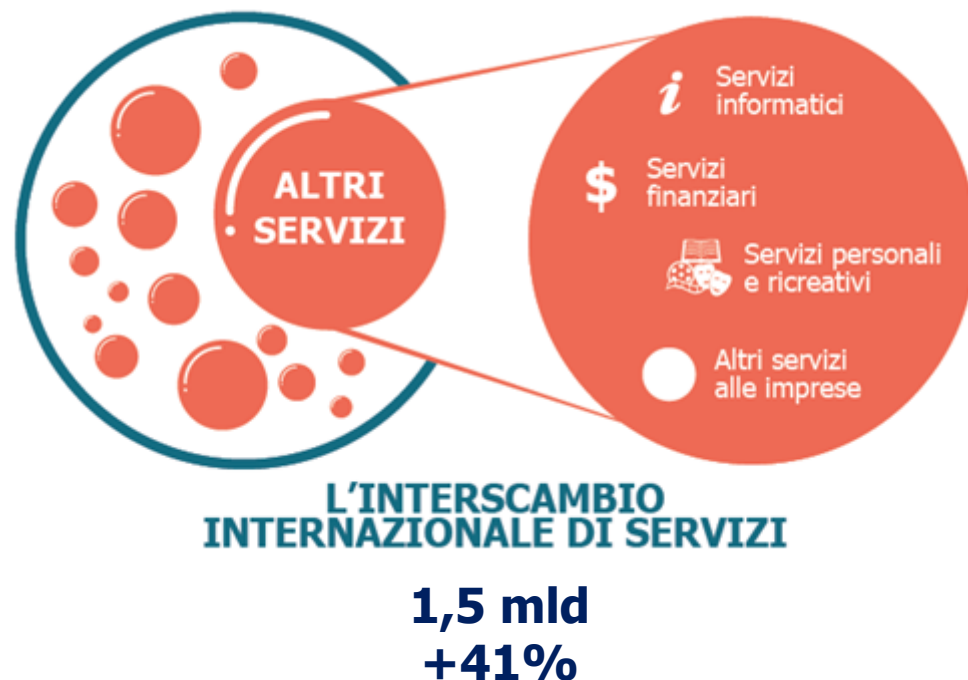 ALTRI
SERVIZI
i Servizi
informatici
$ Servizi
finanziari
Servizi personali
e ricreativi
Altri servizi
alle imprese
L'INTERSCAMBIO
INTERNAZIONALE DI SERVIZI
1,5 mld
+41%